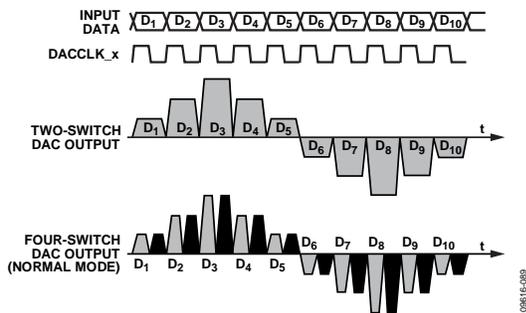 INPUT
DATA
D1 D2 D3 D4 D5 D6 D7 D8 D9 D10
DACCLK_x
TWO-SWITCH
DAC OUTPUT
D1 D2 D3 D4 D5
t
D6 D7 D8 D9 D10
FOUR-SWITCH
DAC OUTPUT
(NORMAL MODE)
D6 D7 D8 D9 D10
t
D1 D2 D3 D4 D5
09616-089